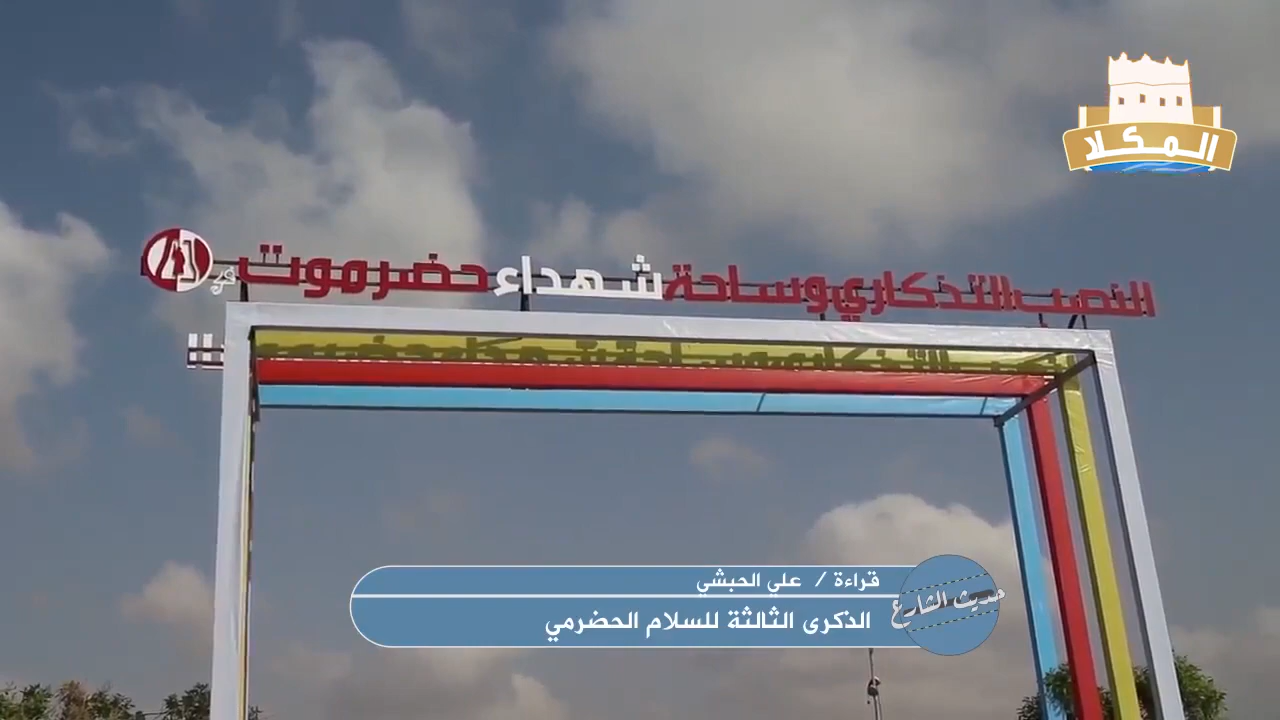 المكلا
النصب التذكاري وساحة شهداء حضرموت
قراءة / علي الحبشي
الذكرى الثالثة للسلام الحضرمي
حديث الشارع